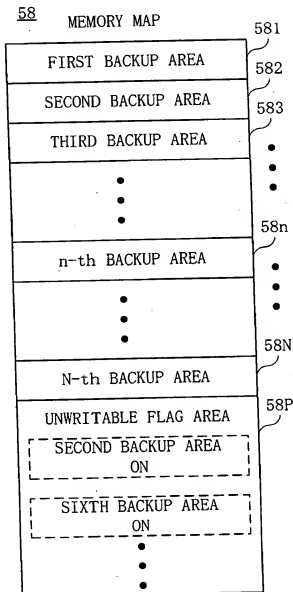 58
MEMORY MAP
581
FIRST BACKUP AREA
582
SECOND BACKUP AREA
583
THIRD BACKUP AREA
58n
n-th BACKUP AREA
58N
N-th BACKUP AREA
58P
UNWRITABLE FLAG AREA
SECOND BACKUP AREA
ON
SIXTH BACKUP AREA
ON